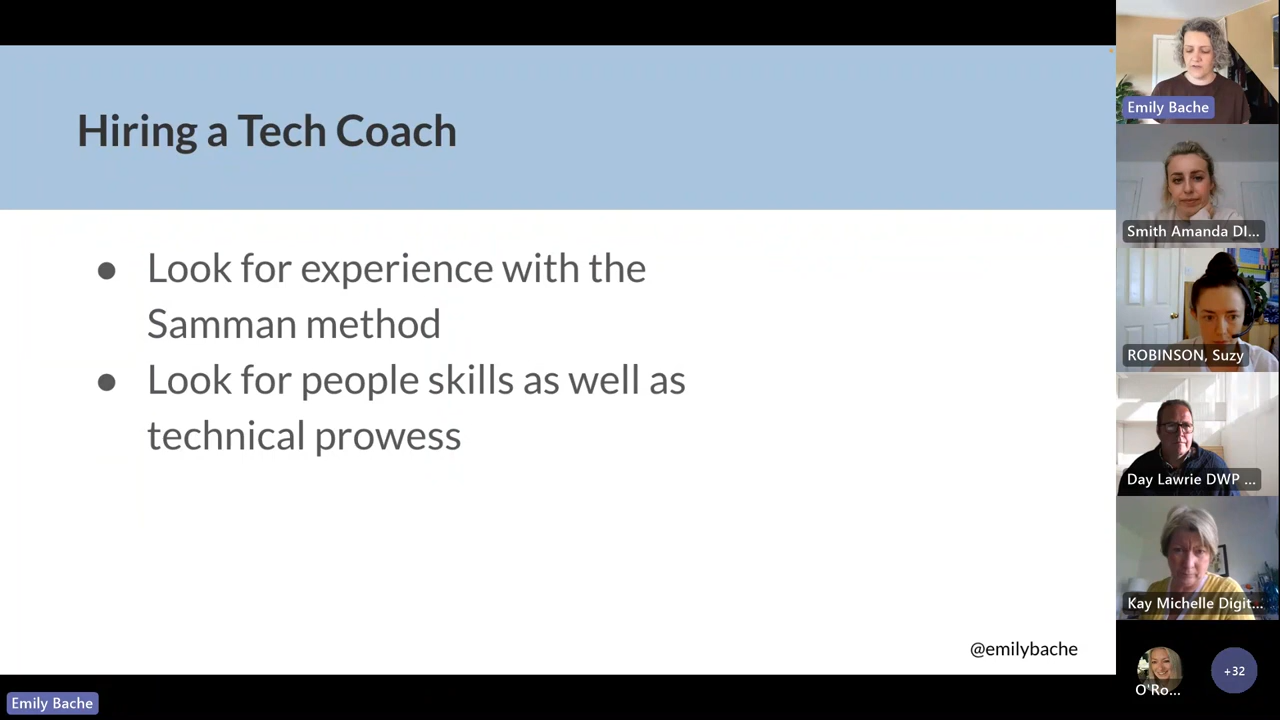 Hiring a Tech Coach
● Look for experience with the
Samman method
● Look for people skills as well as
technical prowess
@emilybache
Emily Bache
Emily Bache
Smith Amanda DI...
ROBINSON, Suzy
Day Lawrie DWP ...
Kay Michelle Digit...
O'Ro...
+32